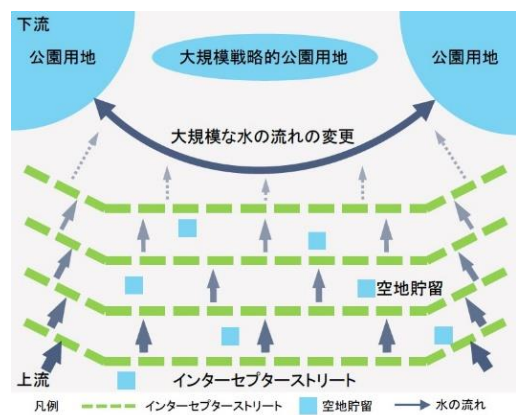 下流
公園用地
大規模戦略的公園用地
公園用地
大規模な水の流れの変更
空地貯留
上流
インターセプターストリート
凡例
インターセプターストリート
空地貯留
水の流れ